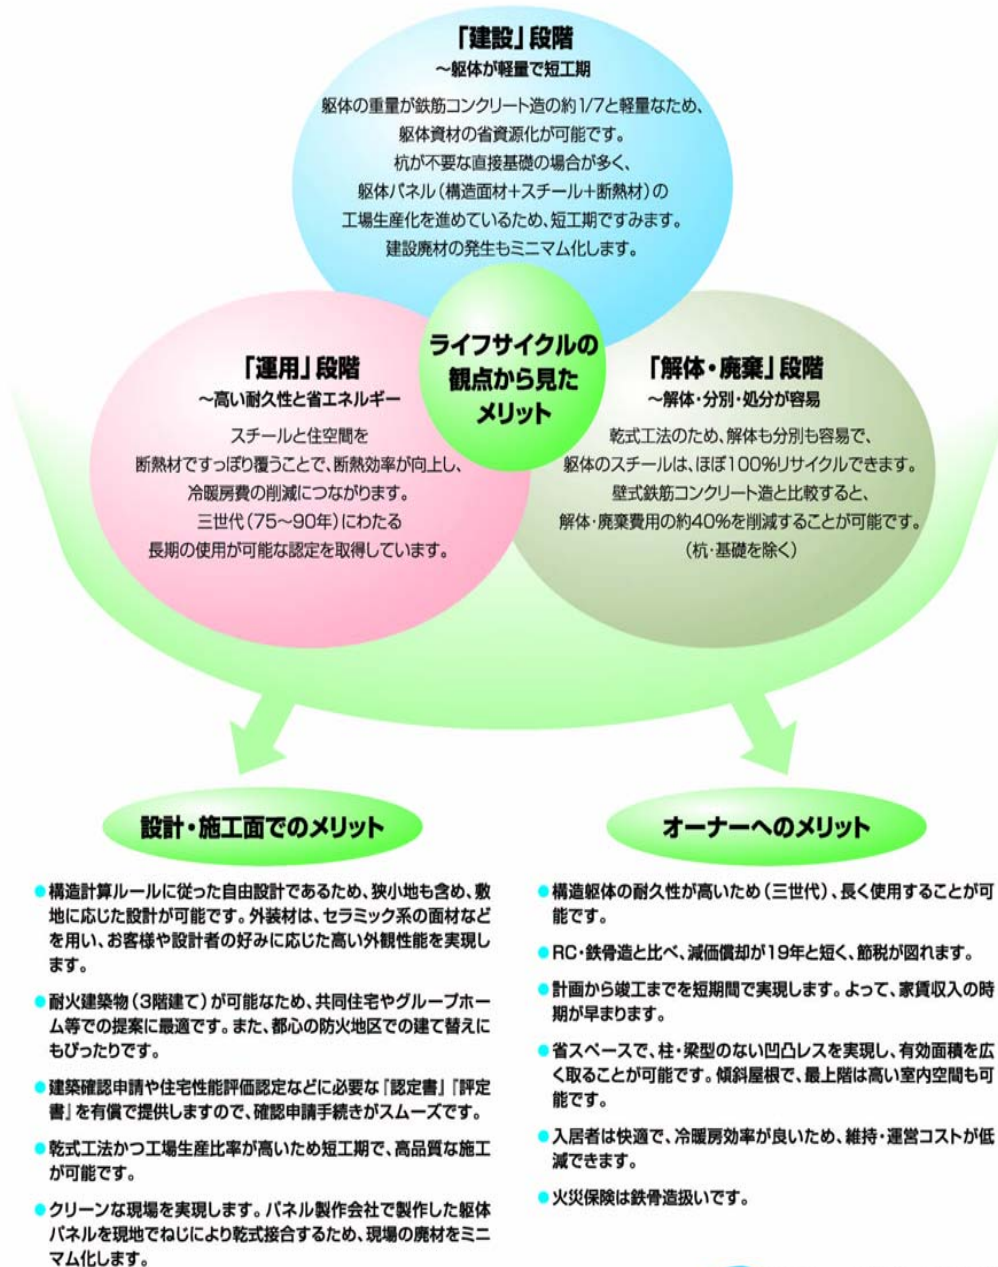 「建設」段階
〜躯体が軽量で短工期
躯体の重量が鉄筋コンクリート造の約1/7と軽量なため、
躯体資材の省資源化が可能です。
杭が不要な直接基礎の場合が多く、
躯体パネル(構造面材+スチール+断熱材)の
工場生産化を進めているため、短工期ですみます。
建設廃材の発生もミニマム化します。
ライフサイクルの
観点から見た
メリット
「運用」段階
〜高い耐久性と省エネルギー
スチールと住空間を
断熱材ですっぽり覆うことで、断熱効率が向上し、
冷暖房費の削減につながります。
三世代(75〜90年)にわたる
長期の使用が可能な認定を取得しています。
「解体・廃棄」段階
〜解体・分別・処分が容易
乾式工法のため、解体も分別も容易で、
躯体のスチールは、ほぼ100%リサイクルできます。
壁式鉄筋コンクリート造と比較すると、
解体・廃棄費用の約40%を削減することが可能です。
(杭・基礎を除く)
設計・施工面でのメリット
●構造計算ルールに従った自由設計であるため、狭小地も含め、敷
地に応じた設計が可能です。外装材は、セラミック系の面材など
を用い、お客様や設計者の好みに応じた高い外観性能を実現し
ます。
●耐火建築物(3階建て)が可能なため、共同住宅やグループホー
ム等での提案に最適です。また、都心の防火地区での建て替えに
もぴったりです。
●建築確認申請や住宅性能評価認定などに必要な『認定書』『評定
書』を有償で提供しますので、確認申請手続きがスムーズです。
●乾式工法かつ工場生産比率が高いため短工期で、高品質な施工
が可能です。
●クリーンな現場を実現します。パネル製作会社で製作した躯体
パネルを現地でねじにより乾式接合するため、現場の廃材をミニ
マム化します。
オーナーへのメリット
●構造躯体の耐久性が高いため(三世代)、長く使用することが可
能です。
●RC・鉄骨造と比べ、減価償却が19年と短く、節税が図れます。
●計画から竣工までを短期間で実現します。よって、家賃収入の時
期が早まります。
●省スペースで、柱・梁型のない凹凸レスを実現し、有効面積を広
く取ることが可能です。傾斜屋根で、最上階は高い室内空間も可
能です。
●入居者は快適で、冷暖房効率が良いため、維持・運営コストが低
減できます。
●火災保険は鉄骨造扱いです。